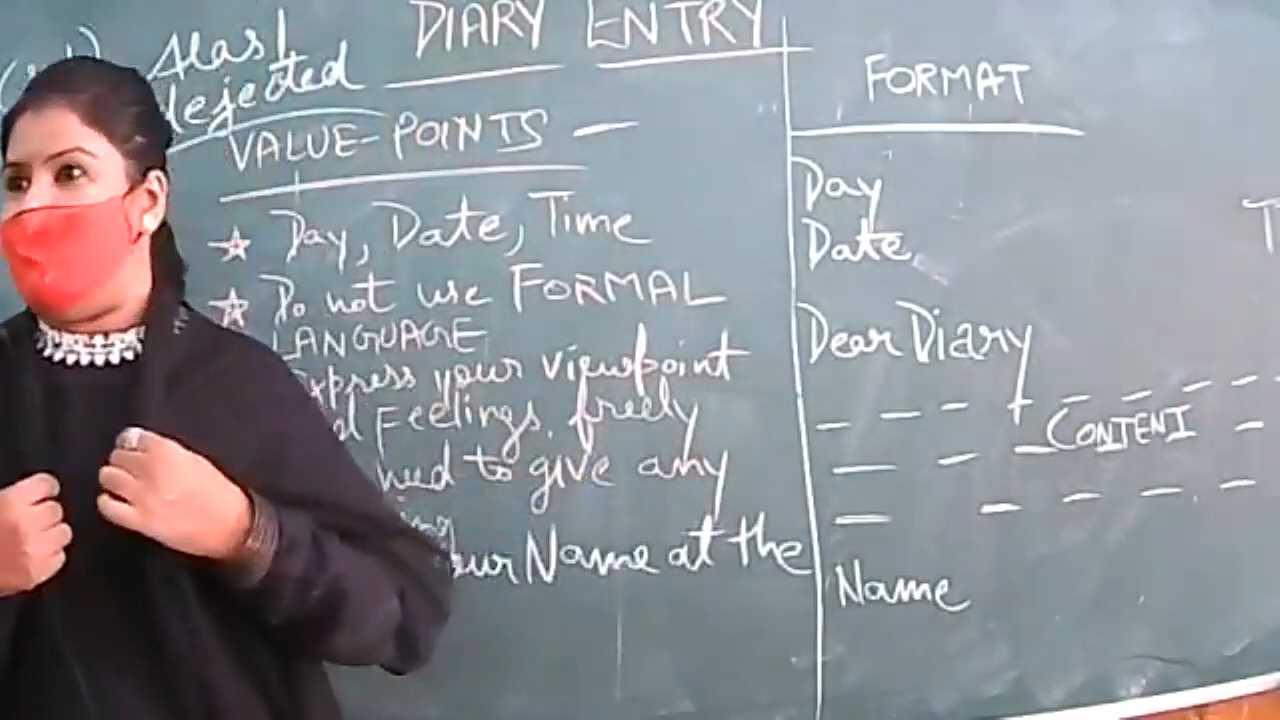 Alas!
dejected
DIARY ENTRY
VALUE-POINTS -
Day, Date, Time
Do not use FORMAL
LANGUAGE
Express your viewpoint
Feelings freely
need to give any
Name at the
FORMAT
Day
Date
Dear Diary
CONTENT
Name